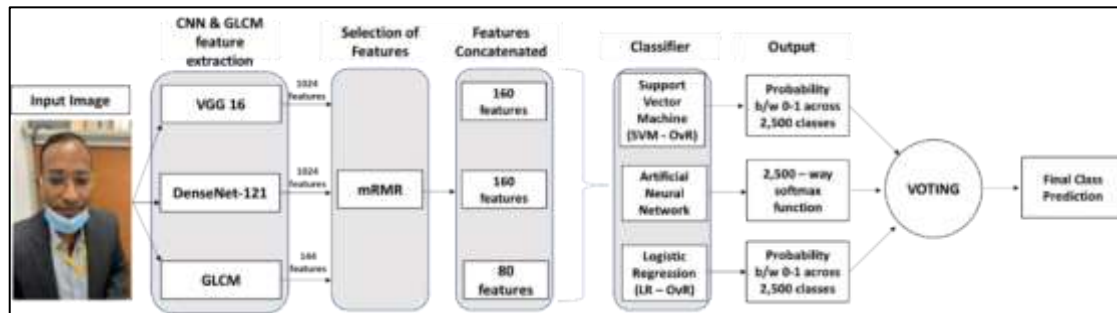 CNN & GLCM
feature
extraction
Selection of
Features
Features
Concatenated
Classifier
Output
Input Image
VGG 16
1024
features
DenseNet-121
1024
features
GLCM
144
features
mRMR
160
features
160
features
80
features
Support
Vector
Machine
(SVM - OvR)
Artificial
Neural
Network
Logistic
Regression
(LR – OvR)
Probability
b/w 0-1 across
2,500 classes
2,500 – way
softmax
function
Probability
b/w 0-1 across
2,500 classes
VOTING
Final Class
Prediction